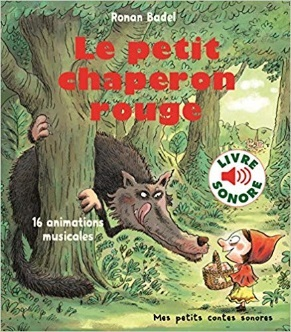 Ronan Badel
Le petit
chaperon
rouge
LIVRE
SONORE
16 animations
musicales
Mes petits contes sonores